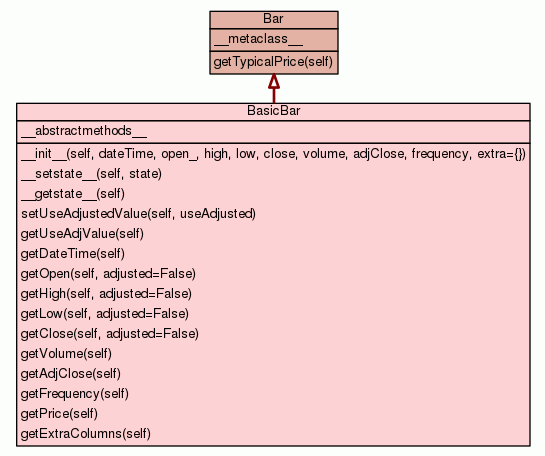 Bar
__metaclass__
getTypicalPrice(self)
BasicBar
__abstractmethods__
__init__(self, dateTime, open_, high, low, close, volume, adjClose, frequency, extra={})
__setstate__(self, state)
__getstate__(self)
setUseAdjustedValue(self, useAdjusted)
getUseAdjValue(self)
getDateTime(self)
getOpen(self, adjusted=False)
getHigh(self, adjusted=False)
getLow(self, adjusted=False)
getClose(self, adjusted=False)
getVolume(self)
getAdjClose(self)
getFrequency(self)
getPrice(self)
getExtraColumns(self)